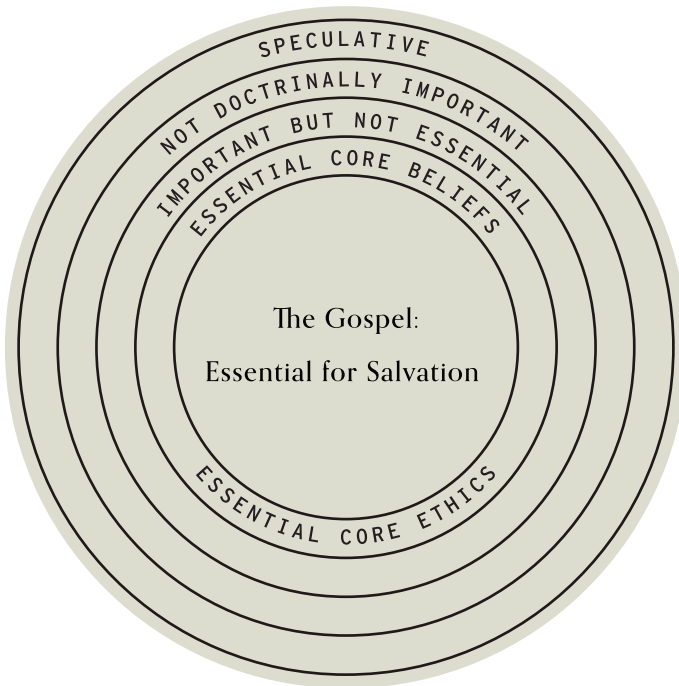 SPECULATIVE
NOT DOCTRINALLY IMPORTANT
IMPORTANT BUT NOT ESSENTIAL
ESSENTIAL CORE BELIEFS
The Gospel:
Essential for Salvation
ESSENTIAL CORE ETHICS